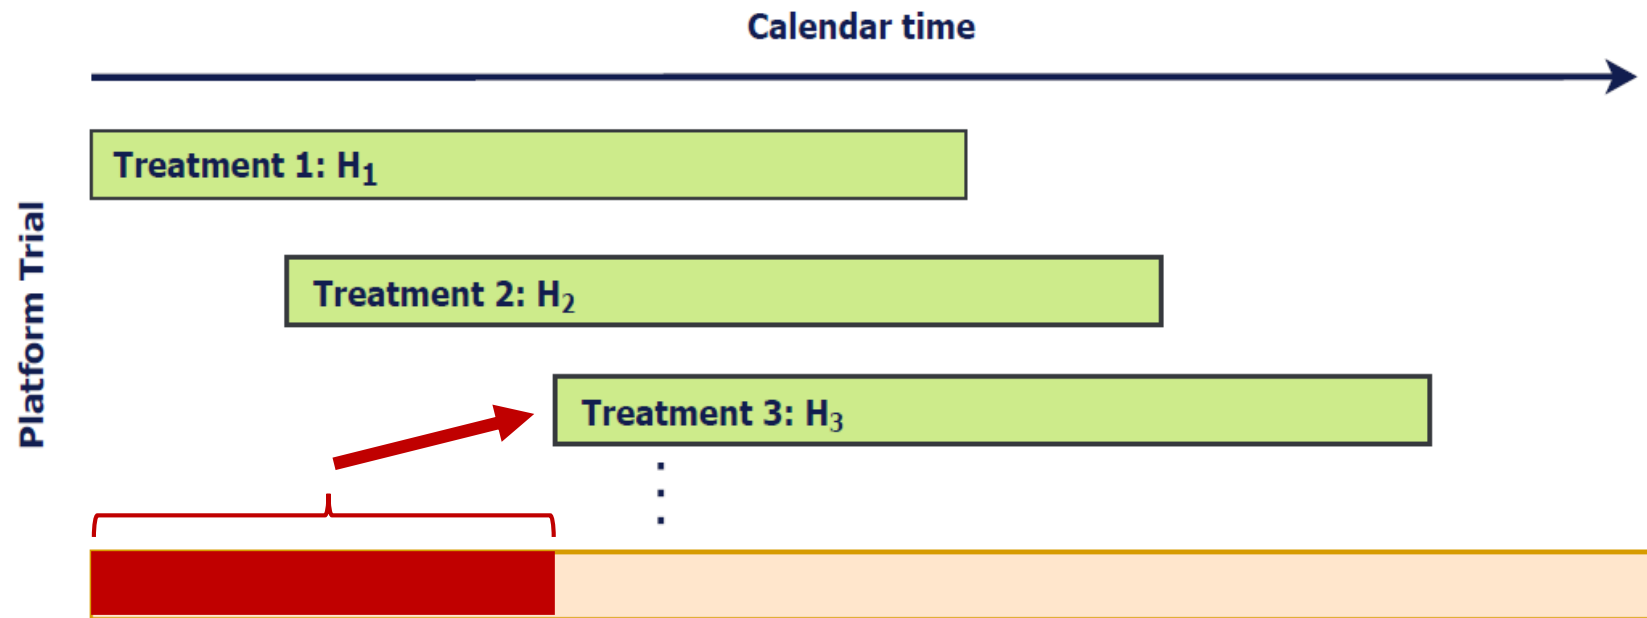 Calendar time
Platform Trial
Treatment 1: H₁
Treatment 2: H₂
Treatment 3: H₃
⋮